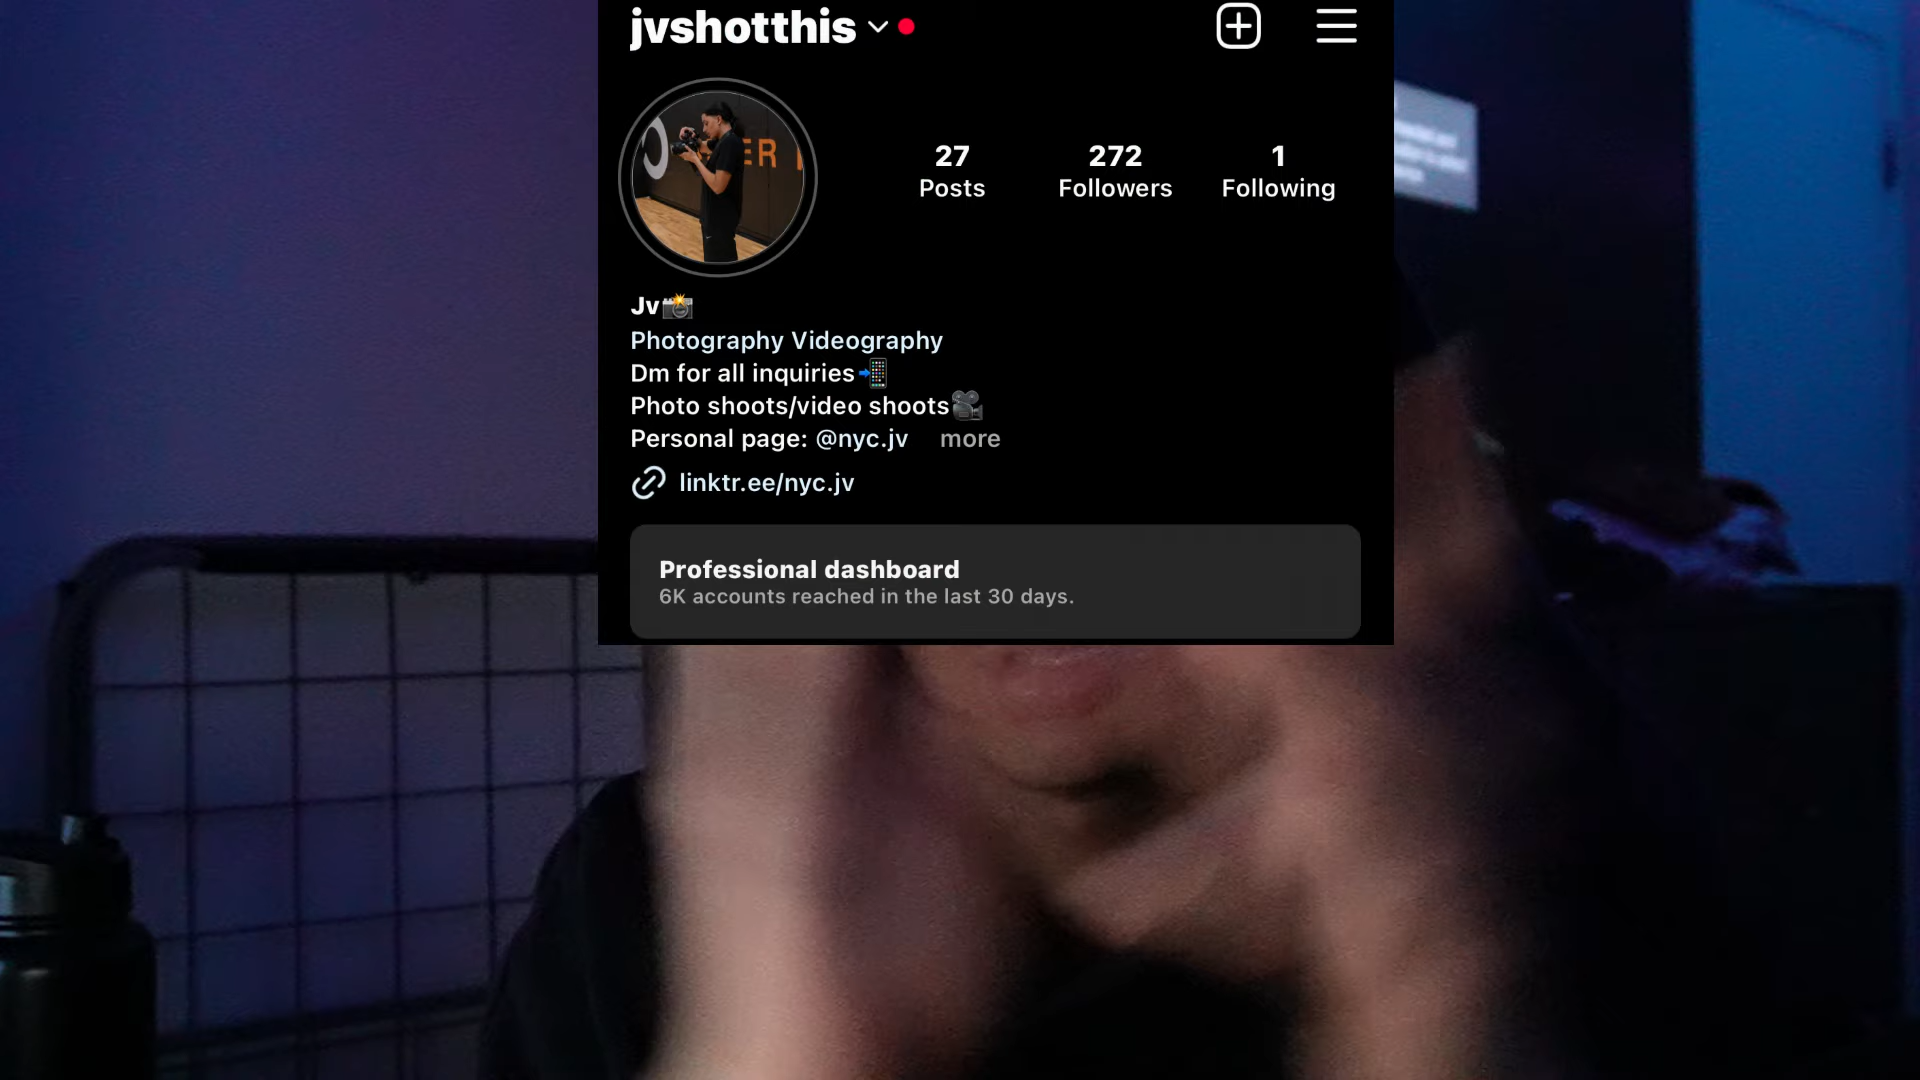 jvshotthis
27
Posts
272
Followers
1
Following
ER
Jv📸
Photography Videography
Dm for all inquiries📲
Photo shoots/video shoots🎥
Personal page: @nyc.jv more
linktr.ee/nyc.jv
Professional dashboard
6K accounts reached in the last 30 days.